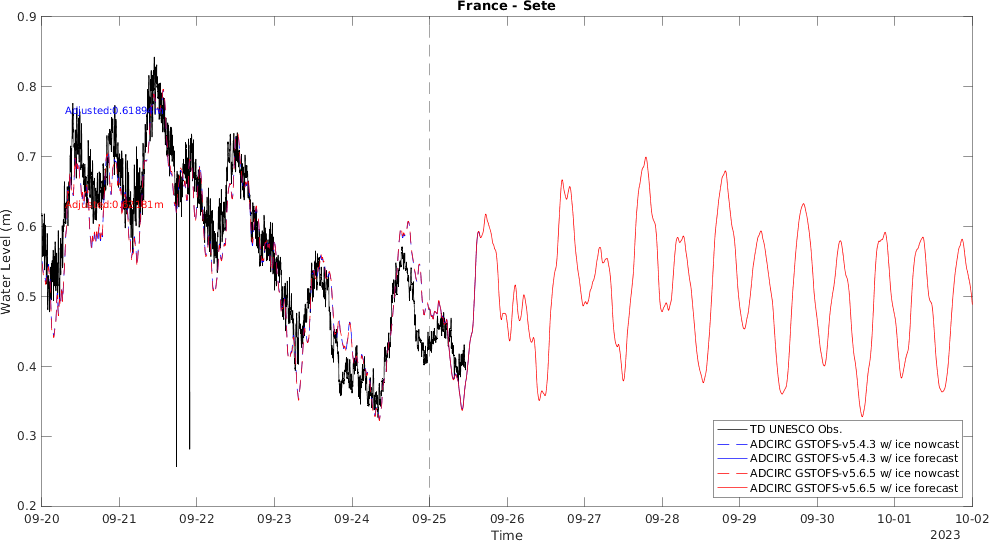 France - Sete
0.9
0.8
0.7
0.6
0.5
0.4
0.3
0.2
Water Level (m)
Adjusted:0.6189
09-20
09-21
09-22
09-23
09-24
09-25
09-26
09-27
09-28
09-29
09-30
10-01
10-02
Time
2023
TD UNESCO Obs.
ADCIRC GSTOFS-v5.4.3 w/ ice nowcast
ADCIRC GSTOFS-v5.4.3 w/ ice forecast
ADCIRC GSTOFS-v5.6.5 w/ ice nowcast
ADCIRC GSTOFS-v5.6.5 w/ ice forecast